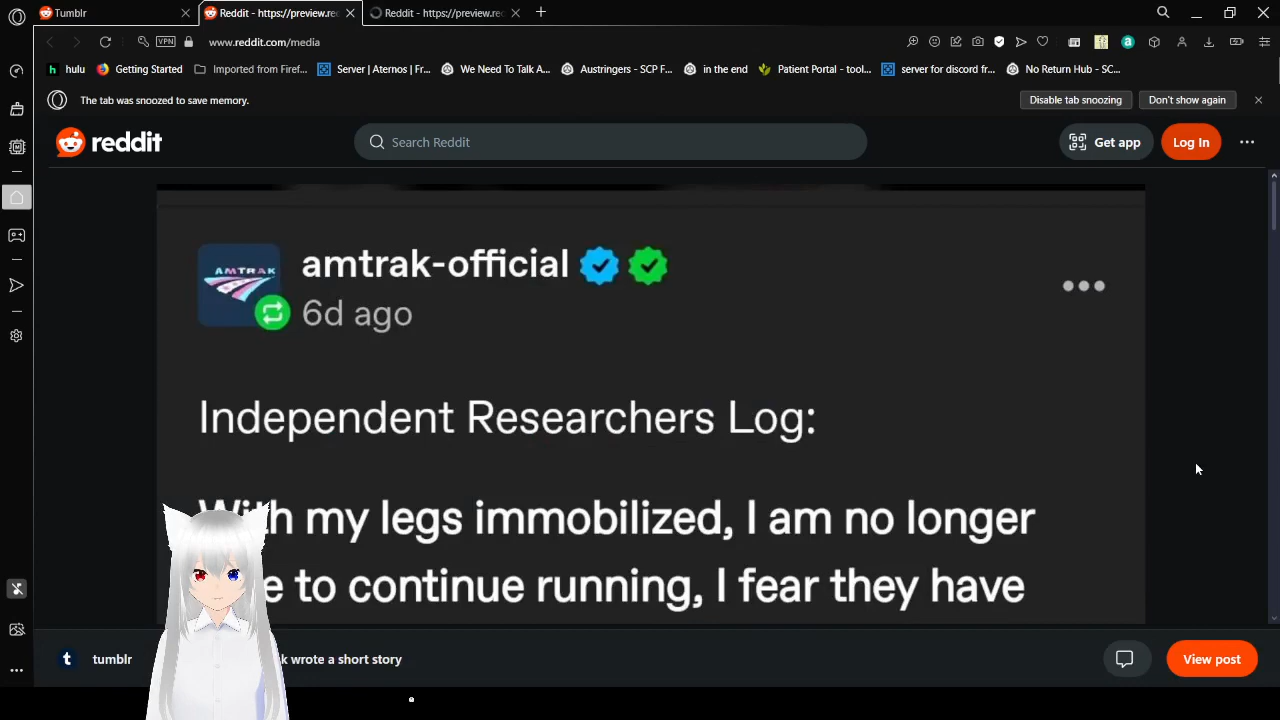 Tumblr
Reddit - https://preview.rec
Reddit - https://preview.rec
VPN
www.reddit.com/media
hulu
Getting Started
Imported from Firef...
Server | Aternos | Fr...
We Need To Talk A...
Austringers - SCP F...
in the end
Patient Portal - tool...
server for discord fr...
No Return Hub - SC...
The tab was snoozed to save memory.
Disable tab snoozing
Don't show again
reddit
Search Reddit
Get app
Log In
AMTRAK
amtrak-official
6d ago
Independent Researchers Log:
With my legs immobilized, I am no longer
to continue running, I fear they have
t
tumblr
wrote a short story
View post